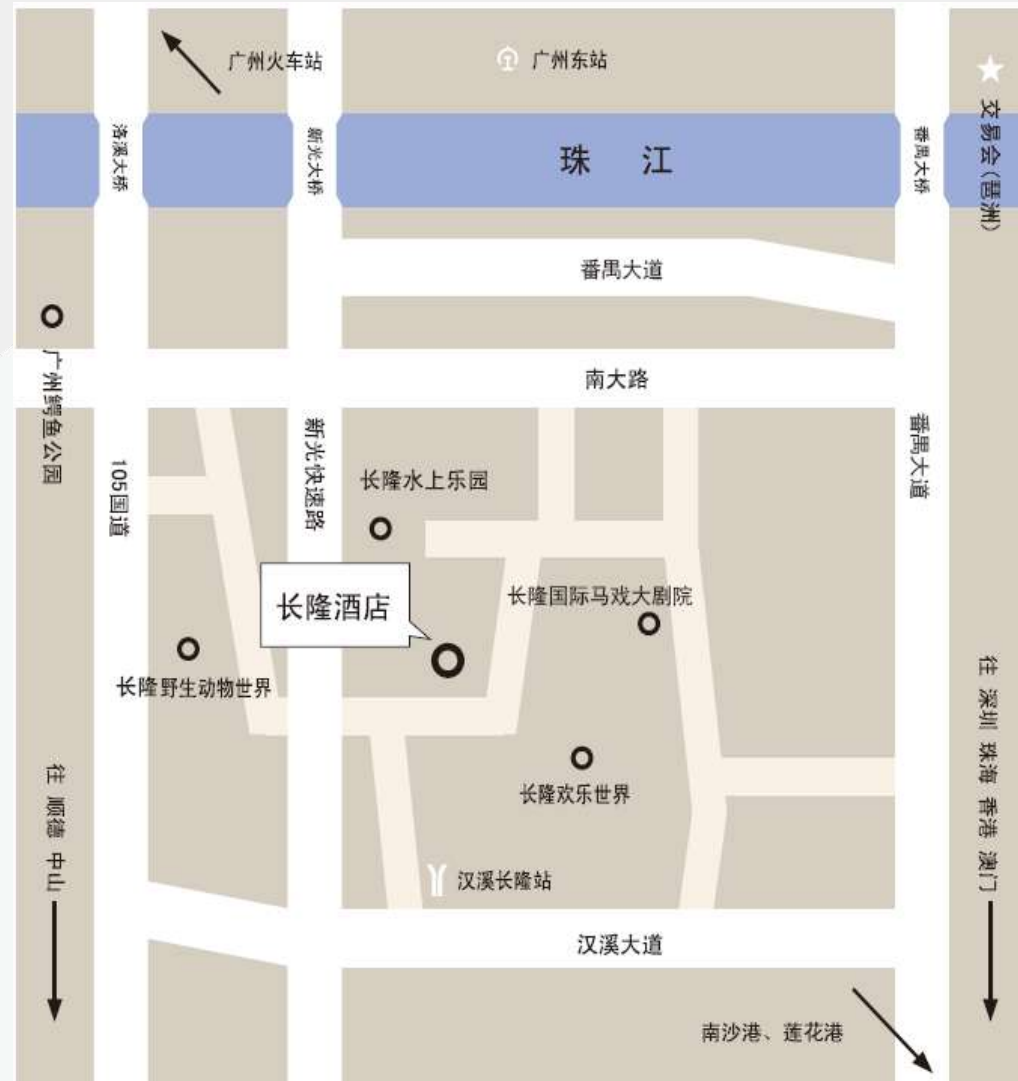 广州火车站
广州东站
洛溪大桥
新光大桥
珠 江
番禺大桥
交易会(琶洲)
番禺大道
广州鳄鱼公园
南大路
105国道
新光快速路
番禺大道
长隆水上乐园
长隆酒店
长隆国际马戏大剧院
长隆野生动物世界
长隆欢乐世界
往 顺德 中山
往 深圳 珠海 香港 澳门
汉溪长隆站
汉溪大道
南沙港、莲花港